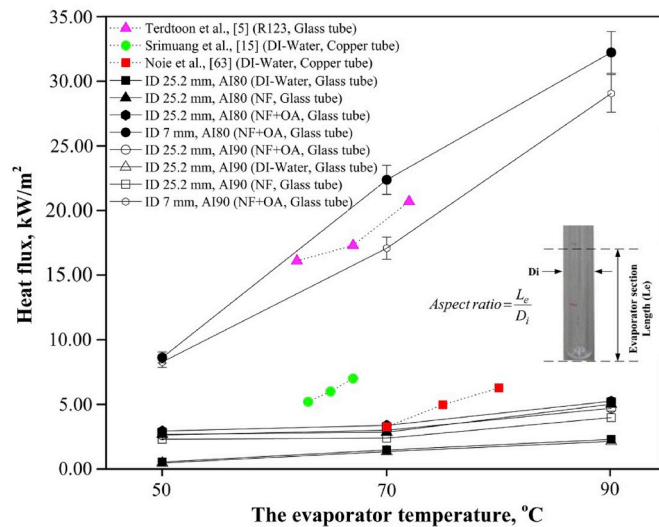 35.00
30.00
25.00
20.00
15.00
10.00
5.00
0.00
Heat flux, kW/m²
Terdtoon et al., [5] (R123, Glass tube)
Srimuang et al., [15] (DI-Water, Copper tube)
Noie et al., [63] (DI-Water, Copper tube)
ID 25.2 mm, AI80 (DI-Water, Glass tube)
ID 25.2 mm, AI80 (NF, Glass tube)
ID 25.2 mm, AI80 (NF+OA, Glass tube)
ID 7 mm, AI80 (NF+OA, Glass tube)
ID 25.2 mm, AI90 (NF+OA, Glass tube)
ID 25.2 mm, AI90 (DI-Water, Glass tube)
ID 25.2 mm, AI90 (NF, Glass tube)
ID 7 mm, AI90 (NF+OA, Glass tube)
Di
Aspect ratio = Le/Di
Evaporator section
Length (Le)
50 70 90
The evaporator temperature, °C